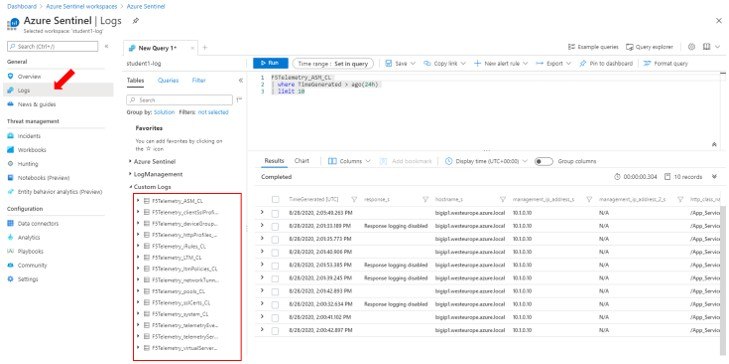 Dashboard > Azure Sentinel workspaces > Azure Sentinel
Azure Sentinel | Logs
Selected workspace: 'student1-log'
Search (Ctrl+/)
General
Overview
Logs
News & guides
Threat management
Incidents
Workbooks
Hunting
Notebooks (Preview)
Entity behavior analytics (Preview)
Configuration
Data connectors
Analytics
Playbooks
Community
Settings
New Query 1*
Example queries
Query explorer
student1-log
Run
Time range : Set in query
Save
Copy link
New alert rule
Export
Pin to dashboard
Format query
Tables Queries Filter
Search
Group by: Solution Filters: not selected
Favorites
You can add favorites by clicking on
the ☆ icon
Azure Sentinel
LogManagement
Custom Logs
F5Telemetry_ASM_CL
F5Telemetry_clientSslProfil...
F5Telemetry_deviceGroup...
F5Telemetry_httpProfiles_...
F5Telemetry_iRules_CL
F5Telemetry_LTM_CL
F5Telemetry_ltmPolicies_CL
F5Telemetry_networkTunn...
F5Telemetry_pools_CL
F5Telemetry_sslCerts_CL
F5Telemetry_system_CL
F5Telemetry_telemetryEve...
F5Telemetry_telemetrySer...
F5Telemetry_virtualServer...
1 F5Telemetry_ASM_CL
2 | where TimeGenerated > ago(24h)
3 | limit 10
Results Chart Columns Add bookmark Display time (UTC+00:00) Group columns
Completed 00:00:00.304 10 records
TimeGenerated [UTC] response_s hostname_s management_ip_address_s management_ip_address_2_s http_class_na
8/28/2020, 2:05:49.263 PM bigip1.westeurope.azure.local 10.1.0.10 N/A /App_Service
8/28/2020, 2:05:33.189 PM Response logging disabled bigip1.westeurope.azure.local 10.1.0.10 N/A /App_Service
8/28/2020, 2:05:35.773 PM bigip1.westeurope.azure.local 10.1.0.10 N/A /App_Service
bigip1.westeurope.azure.local 10.1.0.10 N/A /App_Service
8/28/2020, 2:05:53.385 PM Response logging disabled bigip1.westeurope.azure.local 10.1.0.10 N/A /App_Service
8/28/2020, 2:05:39.245 PM Response logging disabled bigip1.westeurope.azure.local 10.1.0.10 N/A /App_Service
8/28/2020, 2:05:42.893 PM bigip1.westeurope.azure.local 10.1.0.10 N/A /App_Service
8/28/2020, 2:00:32.634 PM Response logging disabled bigip1.westeurope.azure.local 10.1.0.10 N/A /App_Service
8/28/2020, 2:00:41.102 PM bigip1.westeurope.azure.local 10.1.0.10 N/A /App_Service
8/28/2020, 2:00:42.897 PM bigip1.westeurope.azure.local 10.1.0.10 N/A /App_Service